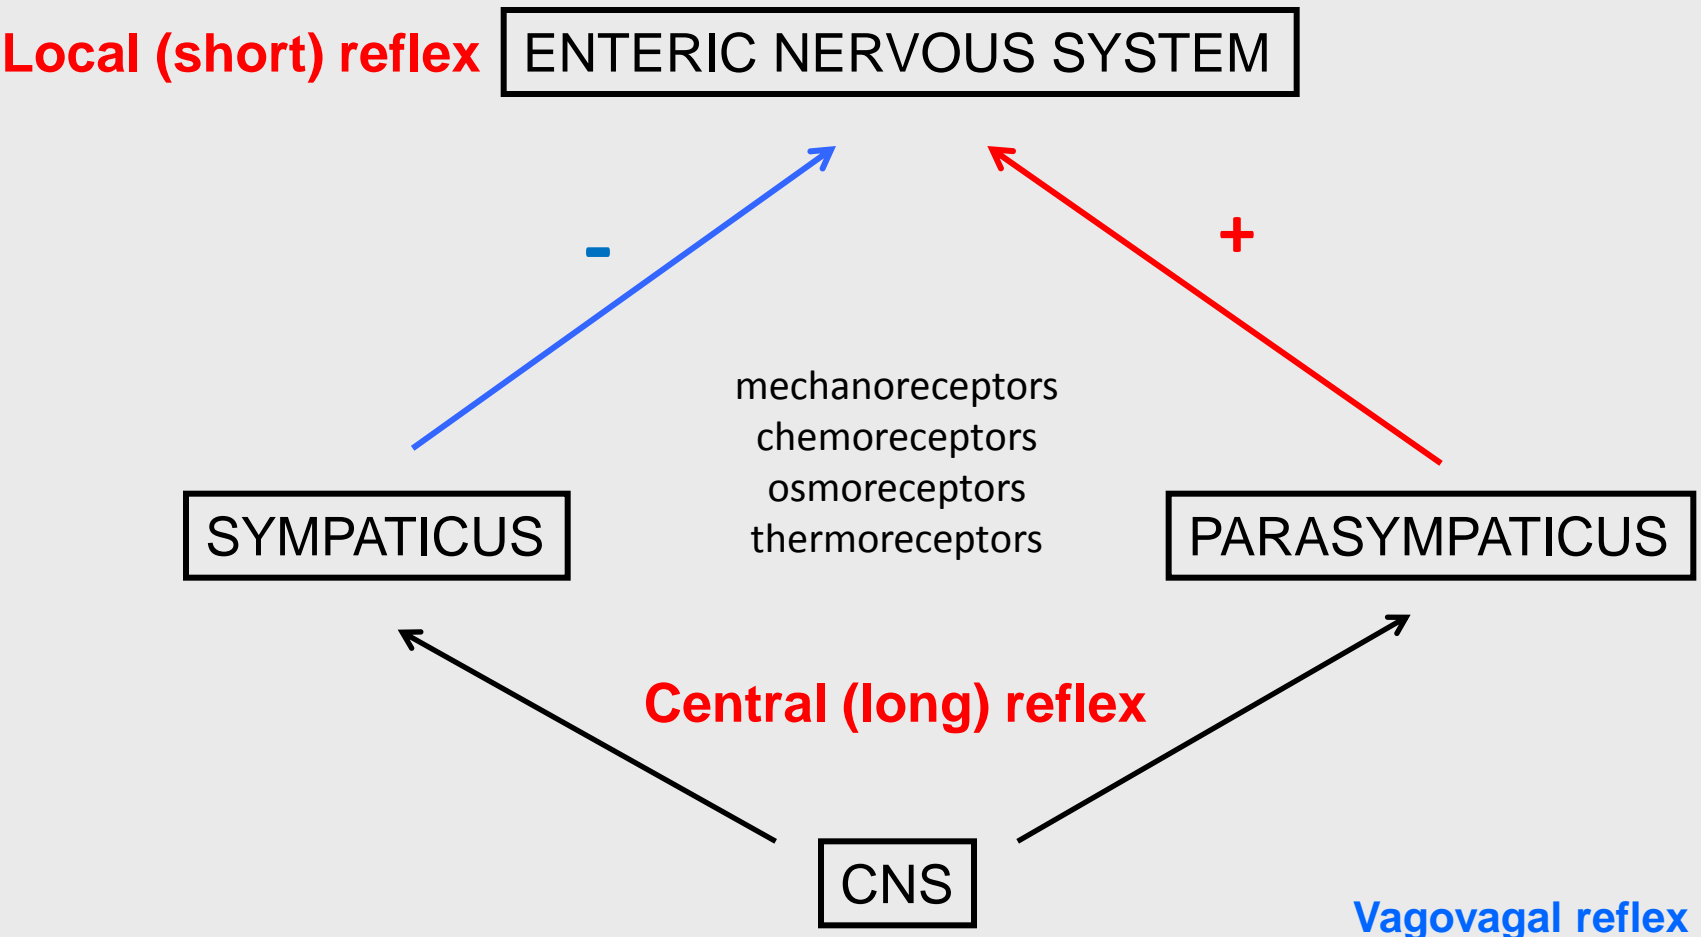 Local (short) reflex
ENTERIC NERVOUS SYSTEM
-
+
mechanoreceptors
chemoreceptors
osmoreceptors
thermoreceptors
SYMPATICUS
PARASYMPATICUS
Central (long) reflex
CNS
Vagovagal reflex